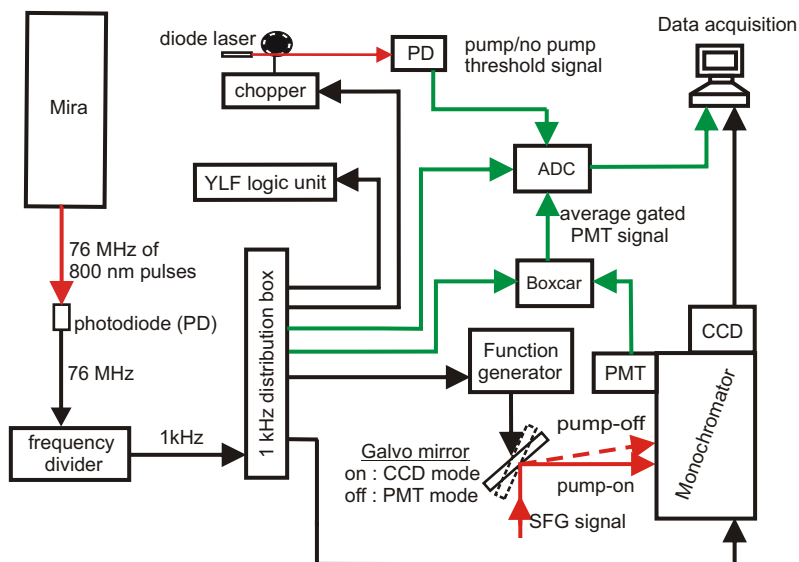 Mira
76 MHz of
800 nm pulses
photodiode (PD)
76 MHz
frequency
divider
1kHz
1 kHz distribution box
diode laser
chopper
PD
pump/no pump
threshold signal
Data acquisition
YLF logic unit
ADC
average gated
PMT signal
Boxcar
Function
generator
PMT
CCD
Monochromator
Galvo mirror
on : CCD mode
off : PMT mode
pump-off
pump-on
SFG signal